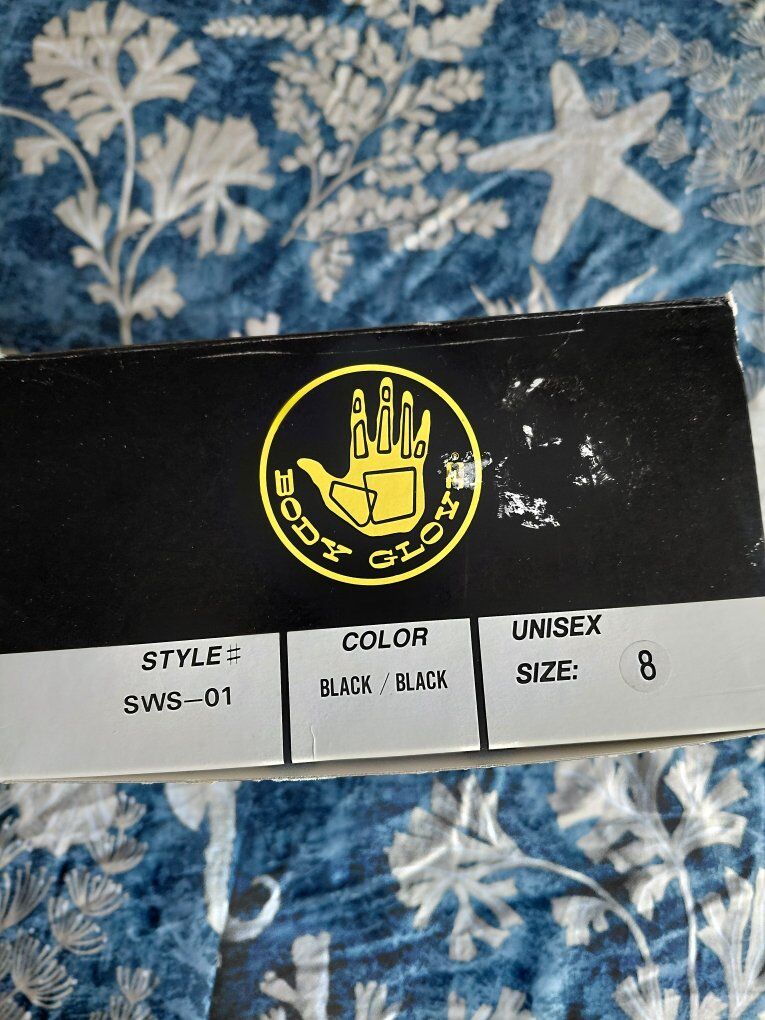 BODY GLOVE
STYLE#
SWS-01
COLOR
BLACK / BLACK
UNISEX
SIZE: 8